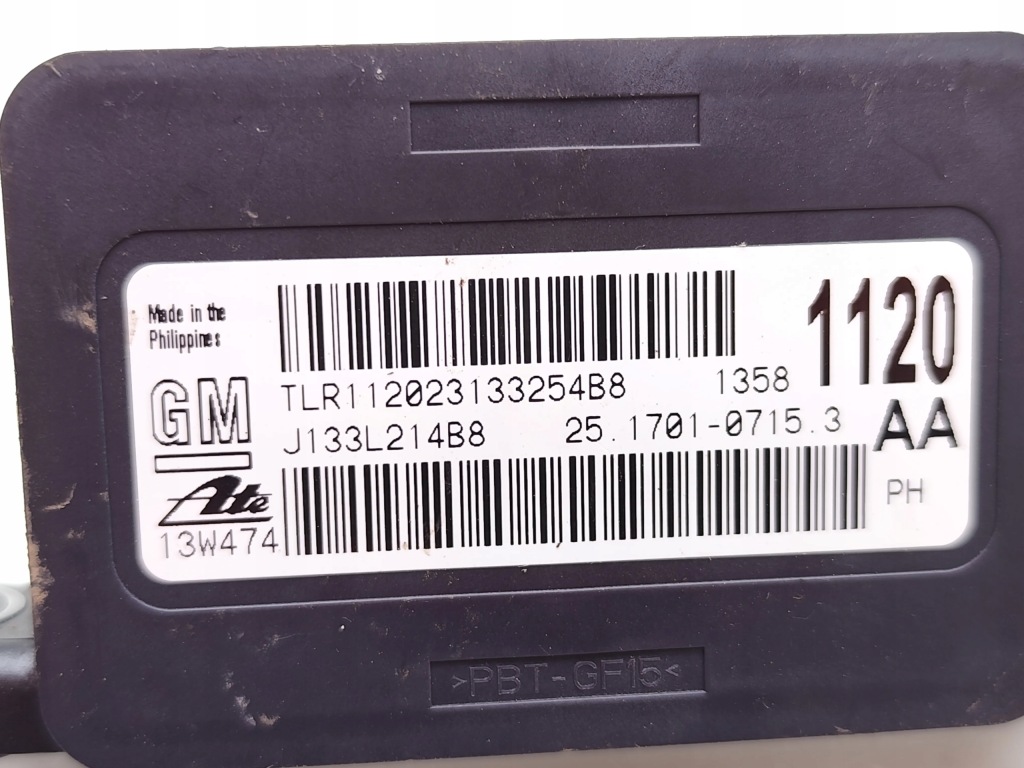 Made in the
Philippines
GM
Ate
13W474
TLR112023133254B8 1358
J133L214B8 25.1701-0715.3
1120
AA
PH
>PBT-GF15<